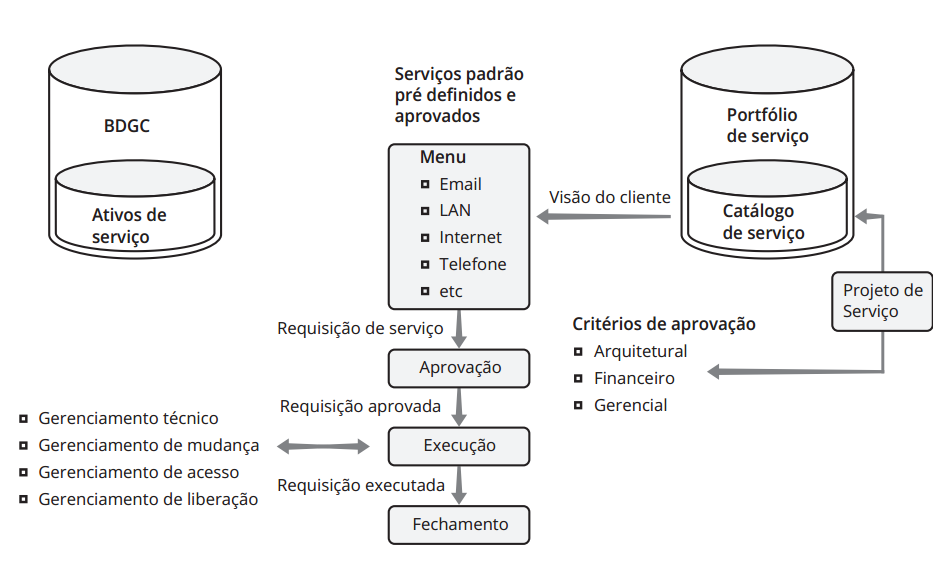 BDGC
Ativos de
serviço
Serviços padrão
pré definidos e
aprovados
Menu
Email
LAN
Internet
Telefone
etc
Visão do cliente
Portfólio
de serviço
Catálogo
de serviço
Projeto de
Serviço
Requisição de serviço
Critérios de aprovação
Arquitetural
Financeiro
Gerencial
Aprovação
Requisição aprovada
Gerenciamento técnico
Gerenciamento de mudança
Gerenciamento de acesso
Gerenciamento de liberação
Execução
Requisição executada
Fechamento